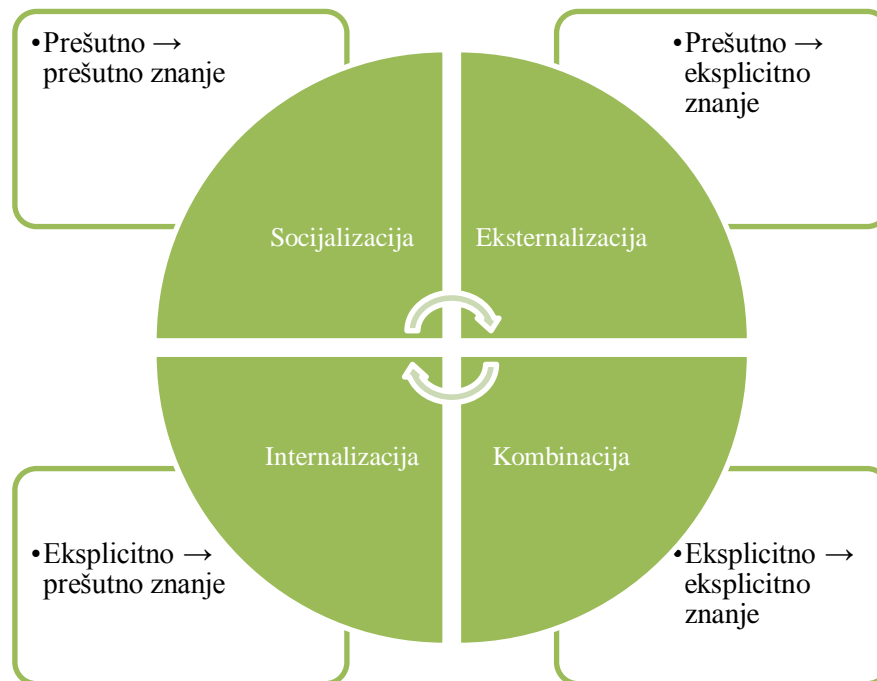 •Prešutno →
prešutno znanje
•Prešutno →
eksplicitno
znanje
Socijalizacija
Eksternalizacija
Internalizacija
Kombinacija
•Eksplicitno →
prešutno znanje
•Eksplicitno →
eksplicitno
znanje